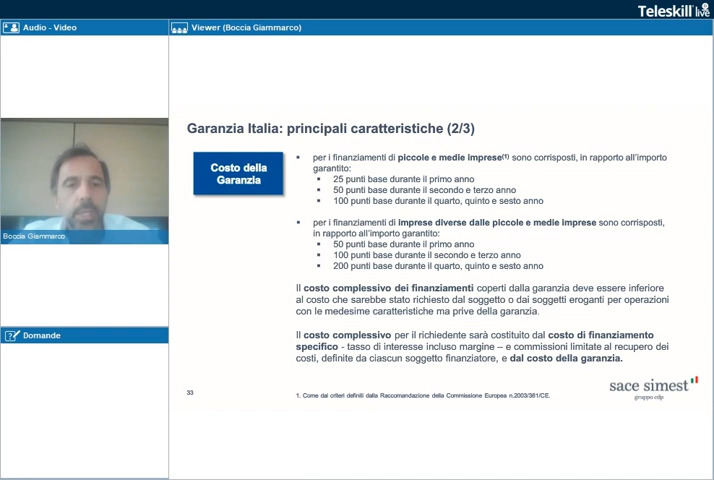 Teleskill live
Audio - Video
Viewer (Boccia Giammarco)
Boccia Giammarco
Domande
Garanzia Italia: principali caratteristiche (2/3)
Costo della
Garanzia
▪ per i finanziamenti di piccole e medie imprese(1) sono corrisposti, in rapporto all'importo
garantito:
▪ 25 punti base durante il primo anno
▪ 50 punti base durante il secondo e terzo anno
▪ 100 punti base durante il quarto, quinto e sesto anno
▪ per i finanziamenti di imprese diverse dalle piccole e medie imprese sono corrisposti,
in rapporto all'importo garantito:
▪ 50 punti base durante il primo anno
▪ 100 punti base durante il secondo e terzo anno
▪ 200 punti base durante il quarto, quinto e sesto anno
Il costo complessivo dei finanziamenti coperti dalla garanzia deve essere inferiore
al costo che sarebbe stato richiesto dal soggetto o dai soggetti eroganti per operazioni
con le medesime caratteristiche ma prive della garanzia.
Il costo complessivo per il richiedente sarà costituito dal costo di finanziamento
specifico - tasso di interesse incluso margine – e commissioni limitate al recupero dei
costi, definite da ciascun soggetto finanziatore, e dal costo della garanzia.
33
1. Come dai criteri definiti dalla Raccomandazione della Commissione Europea n.2003/361/CE.
sace simest
gruppo cdp